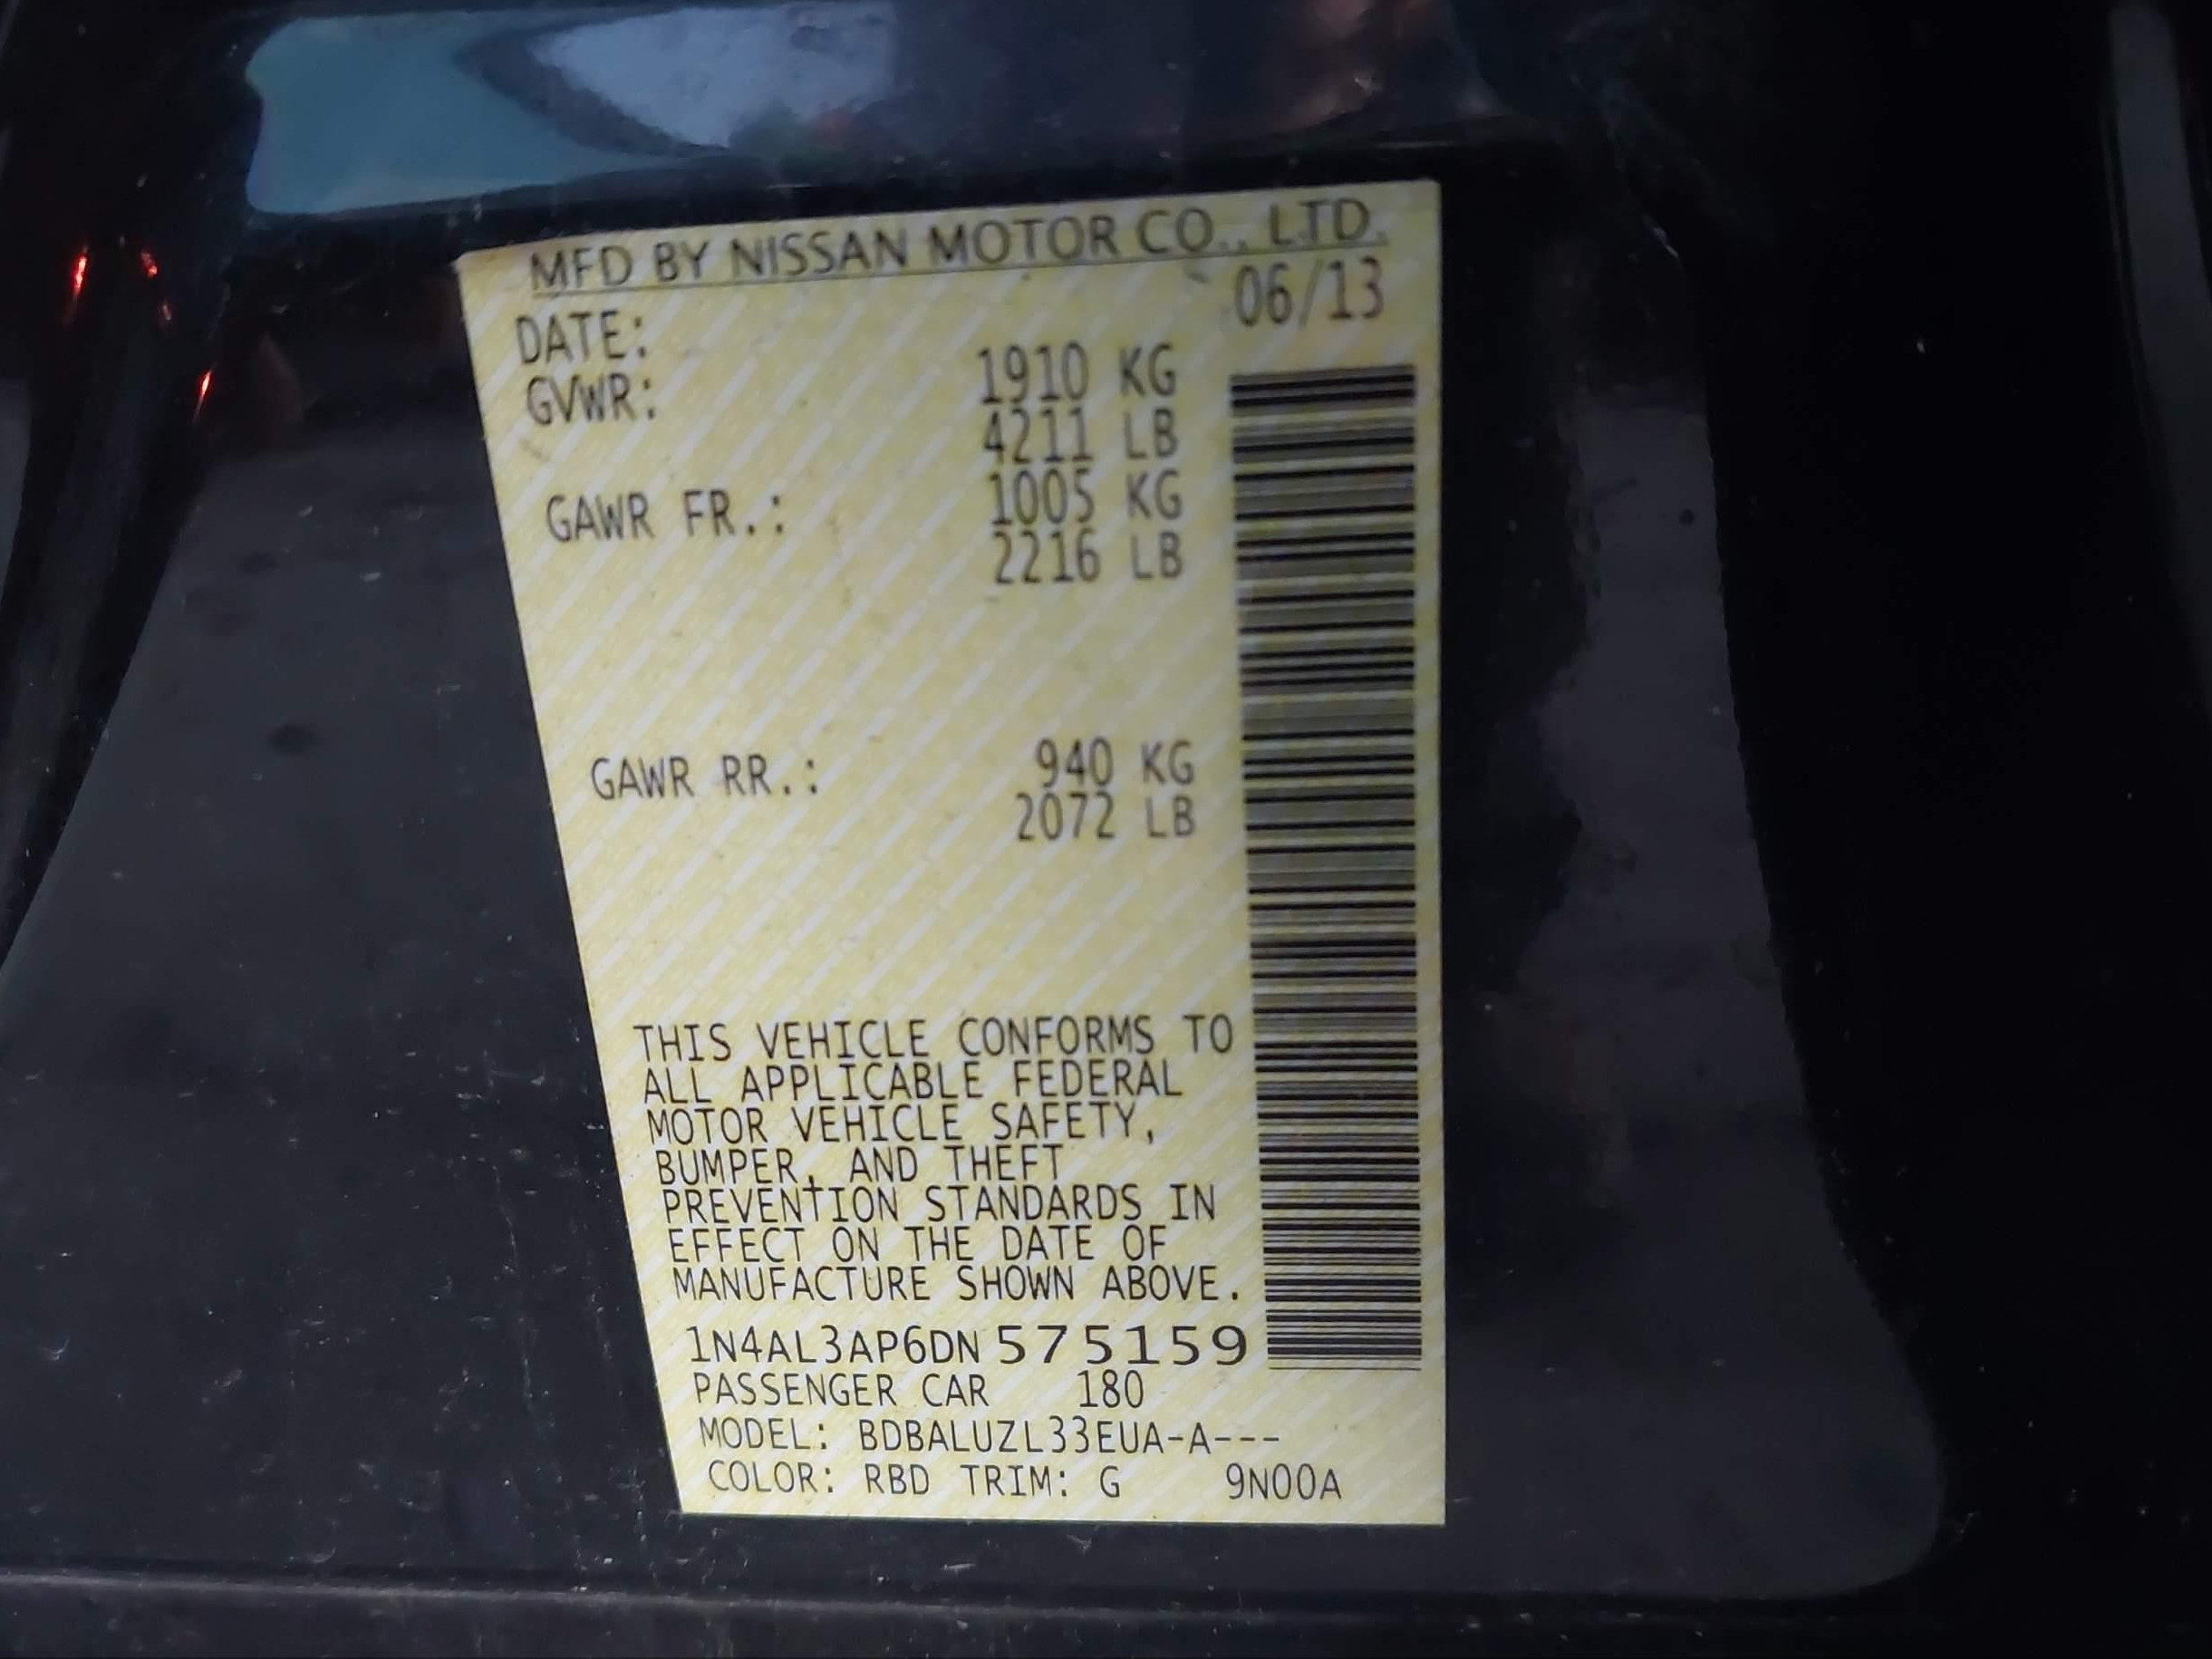 MFD BY NISSAN MOTOR CO., LTD.
DATE: 06/13
GVWR: 1910 KG
4211 LB
GAWR FR.: 1005 KG
2216 LB
GAWR RR.: 940 KG
2072 LB
THIS VEHICLE CONFORMS TO
ALL APPLICABLE FEDERAL
MOTOR VEHICLE SAFETY,
BUMPER, AND THEFT
PREVENTION STANDARDS IN
EFFECT ON THE DATE OF
MANUFACTURE SHOWN ABOVE.
1N4AL3AP6DN575159
PASSENGER CAR 180
MODEL: BDBALUZL33EUA-A---
COLOR: RBD TRIM: G 9N00A